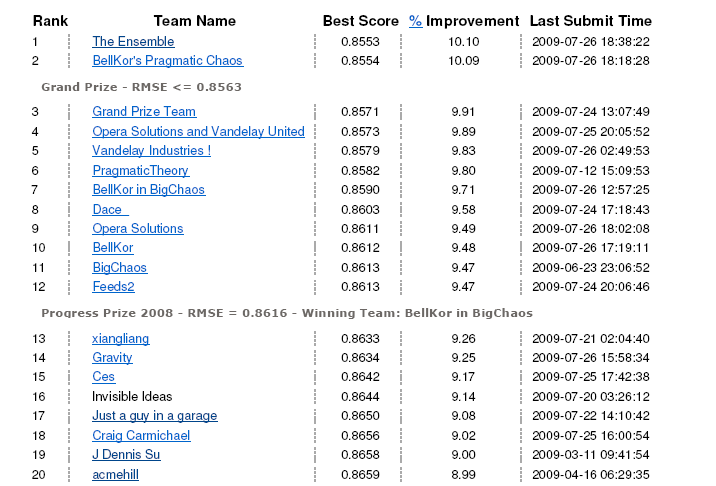 Rank Team Name Best Score % Improvement Last Submit Time
1 The Ensemble 0.8553 10.10 2009-07-26 18:38:22
2 BellKor's Pragmatic Chaos 0.8554 10.09 2009-07-26 18:18:28
Grand Prize - RMSE <= 0.8563
3 Grand Prize Team 0.8571 9.91 2009-07-24 13:07:49
4 Opera Solutions and Vandelay United 0.8573 9.89 2009-07-25 20:05:52
5 Vandelay Industries ! 0.8579 9.83 2009-07-26 02:49:53
6 PragmaticTheory 0.8582 9.80 2009-07-12 15:09:53
7 BellKor in BigChaos 0.8590 9.71 2009-07-26 12:57:25
8 Dace_ 0.8603 9.58 2009-07-24 17:18:43
9 Opera Solutions 0.8611 9.49 2009-07-26 18:02:08
10 BellKor 0.8612 9.48 2009-07-26 17:19:11
11 BigChaos 0.8613 9.47 2009-06-23 23:06:52
12 Feeds2 0.8613 9.47 2009-07-24 20:06:46
Progress Prize 2008 - RMSE = 0.8616 - Winning Team: BellKor in BigChaos
13 xiangliang 0.8633 9.26 2009-07-21 02:04:40
14 Gravity 0.8634 9.25 2009-07-26 15:58:34
15 Ces 0.8642 9.17 2009-07-25 17:42:38
16 Invisible Ideas 0.8644 9.14 2009-07-20 03:26:12
17 Just a guy in a garage 0.8650 9.08 2009-07-22 14:10:42
18 Craig Carmichael 0.8656 9.02 2009-07-25 16:00:54
19 J Dennis Su 0.8658 9.00 2009-03-11 09:41:54
20 acmehill 0.8659 8.99 2009-04-16 06:29:35